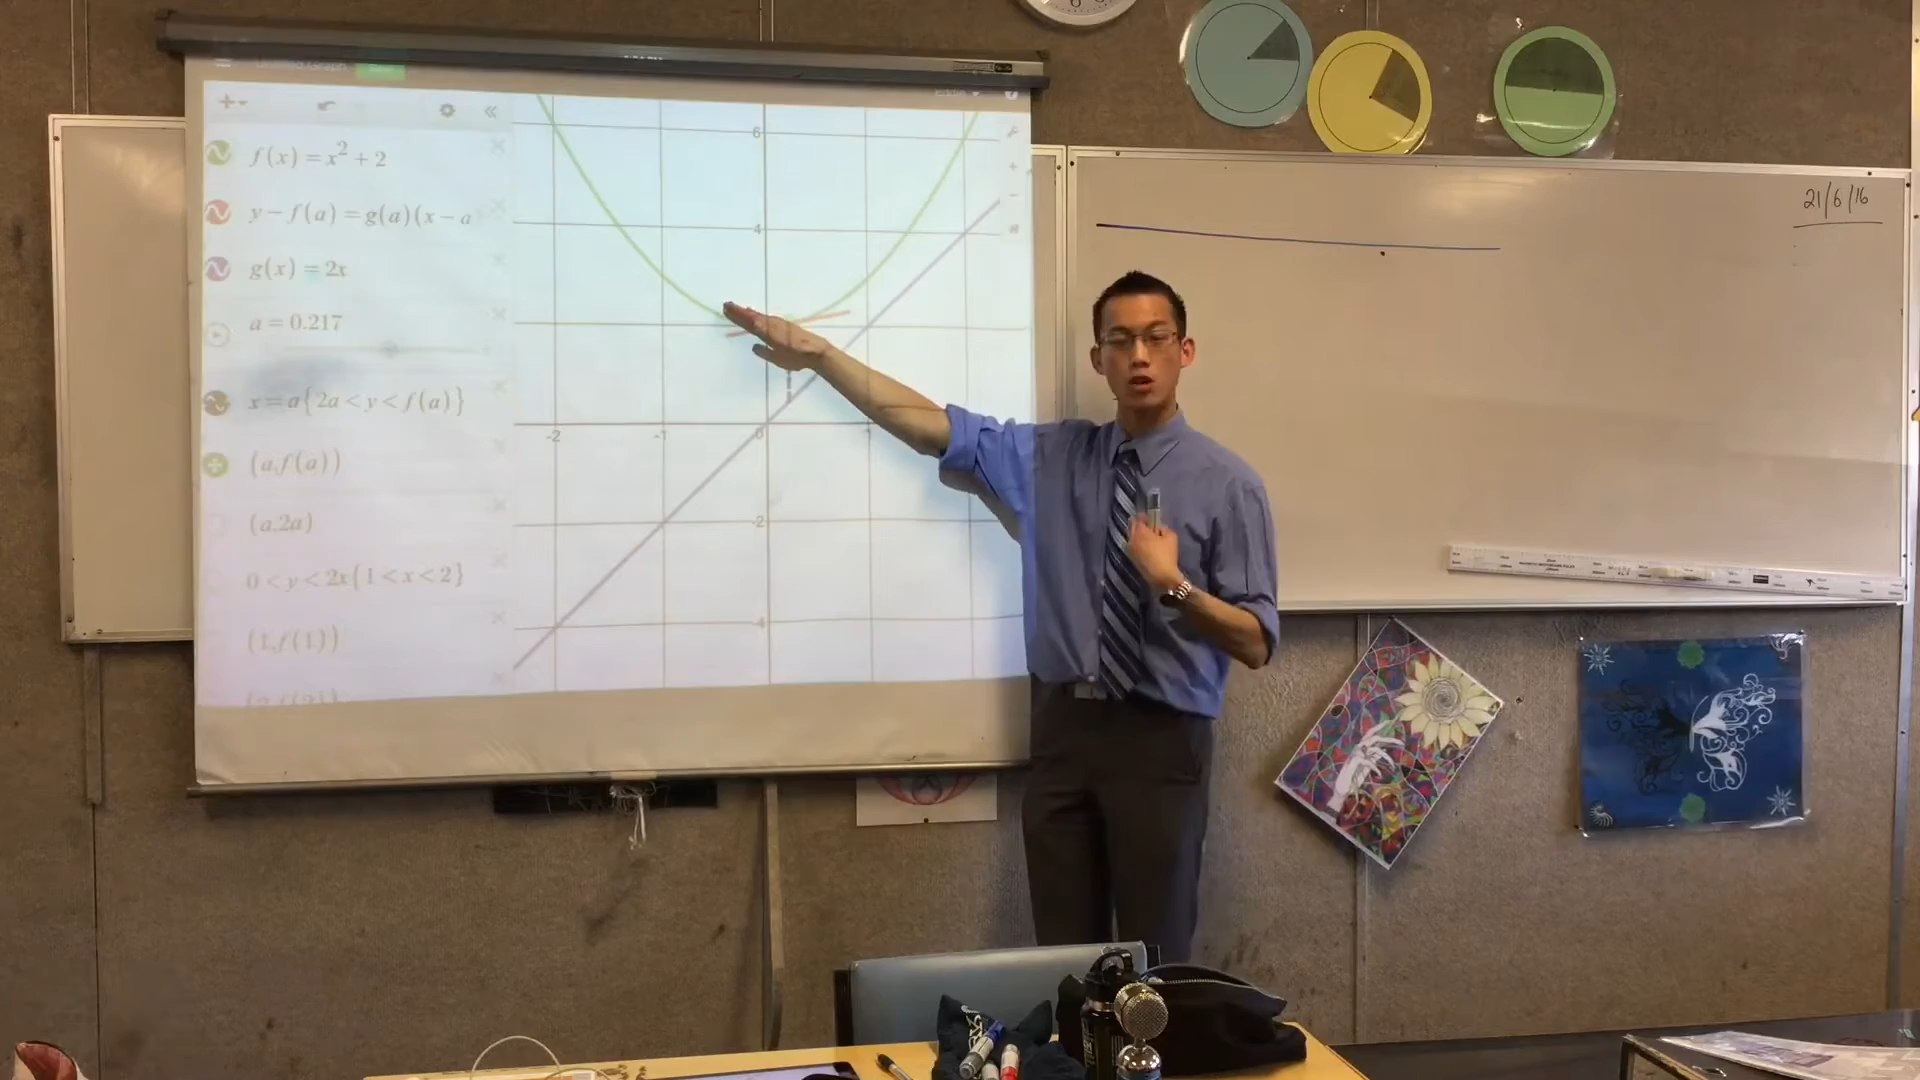 f(x) = x² + 2
y − f(a) = g(a)(x − a
g(x) = 2x
a = 0.217
x = a{2a < y < f(a)}
(a,f(a))
(a,2a)
0 < y < 2x{1 < x < 2}
(1,f(1))
6
4
-2 -1 0 1
-2
-4
21/6/16